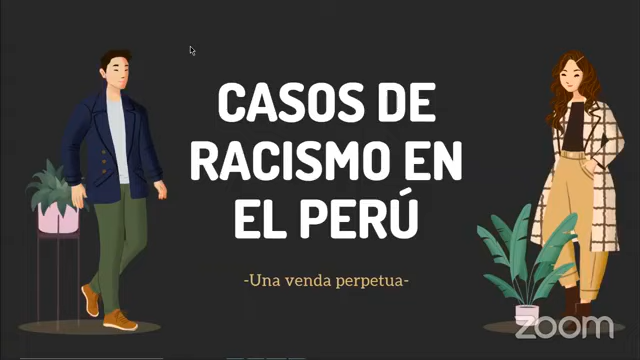 CASOS DE
RACISMO EN
EL PERÚ
-Una venda perpetua-
zoom